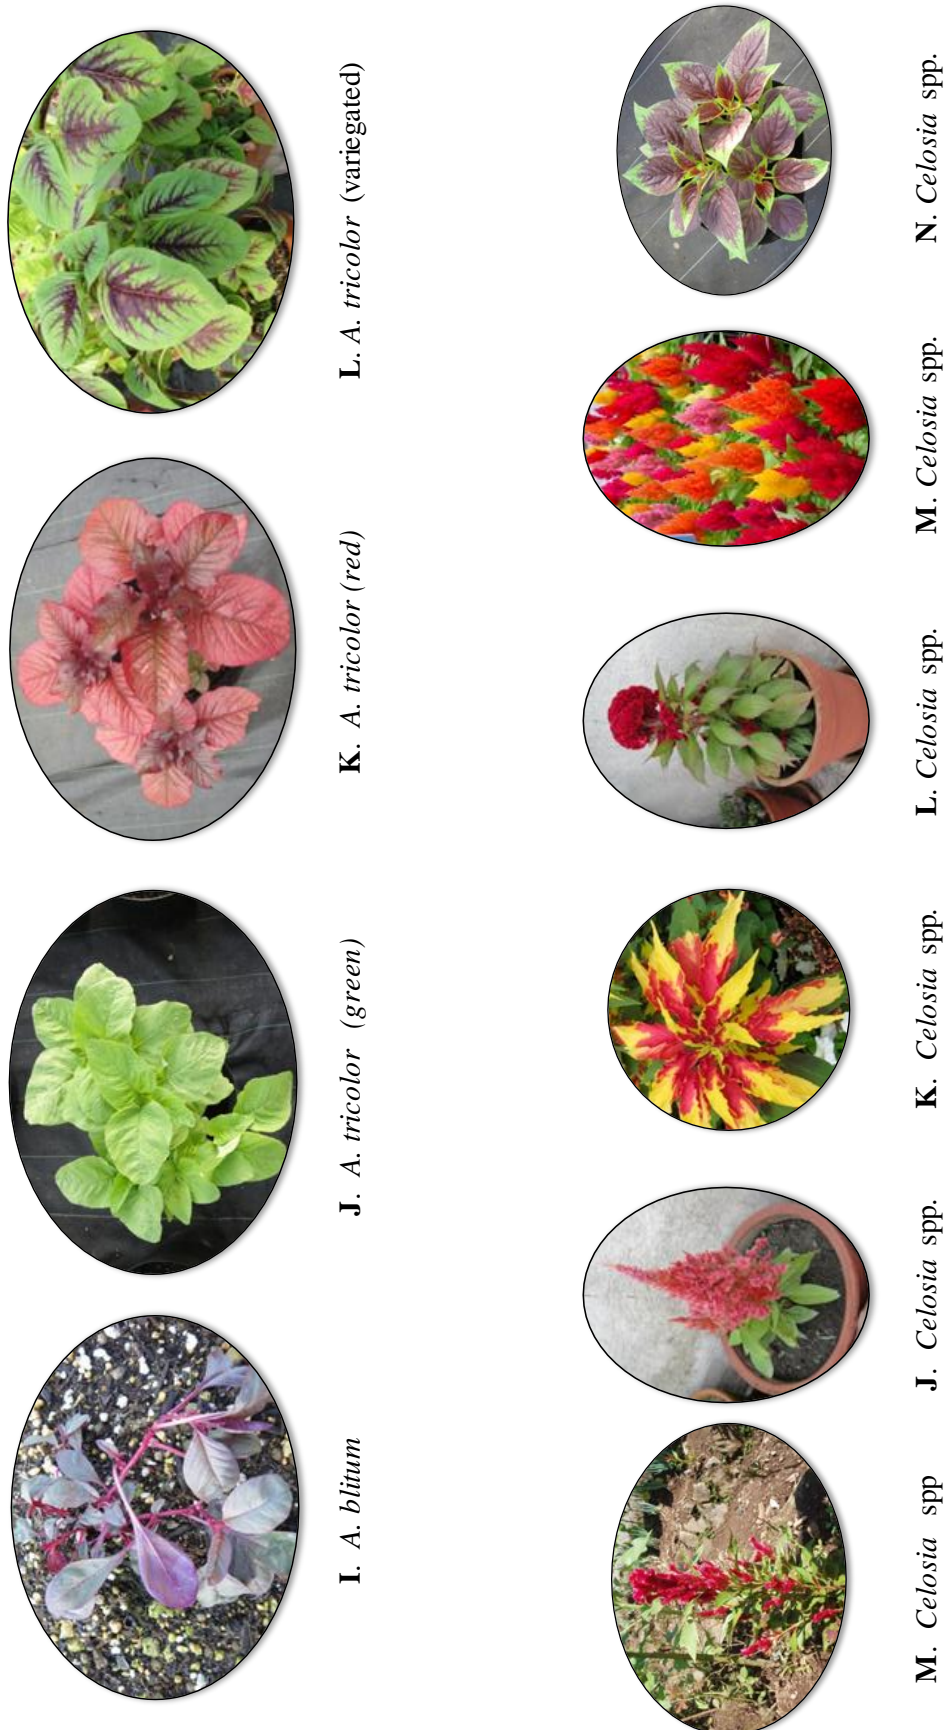 I. A. blitum
J. A. tricolor (green)
K. A. tricolor (red)
L. A. tricolor (variegated)
M. Celosia spp
J. Celosia spp.
K. Celosia spp.
L. Celosia spp.
M. Celosia spp.
N. Celosia spp.